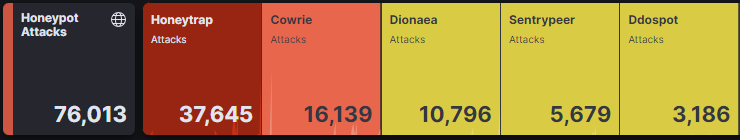 Honeypot
Attacks
76,013
Honeytrap
Attacks
37,645
Cowrie
Attacks
16,139
Dionaea
Attacks
10,796
Sentrypeer
Attacks
5,679
Ddospot
Attacks
3,186